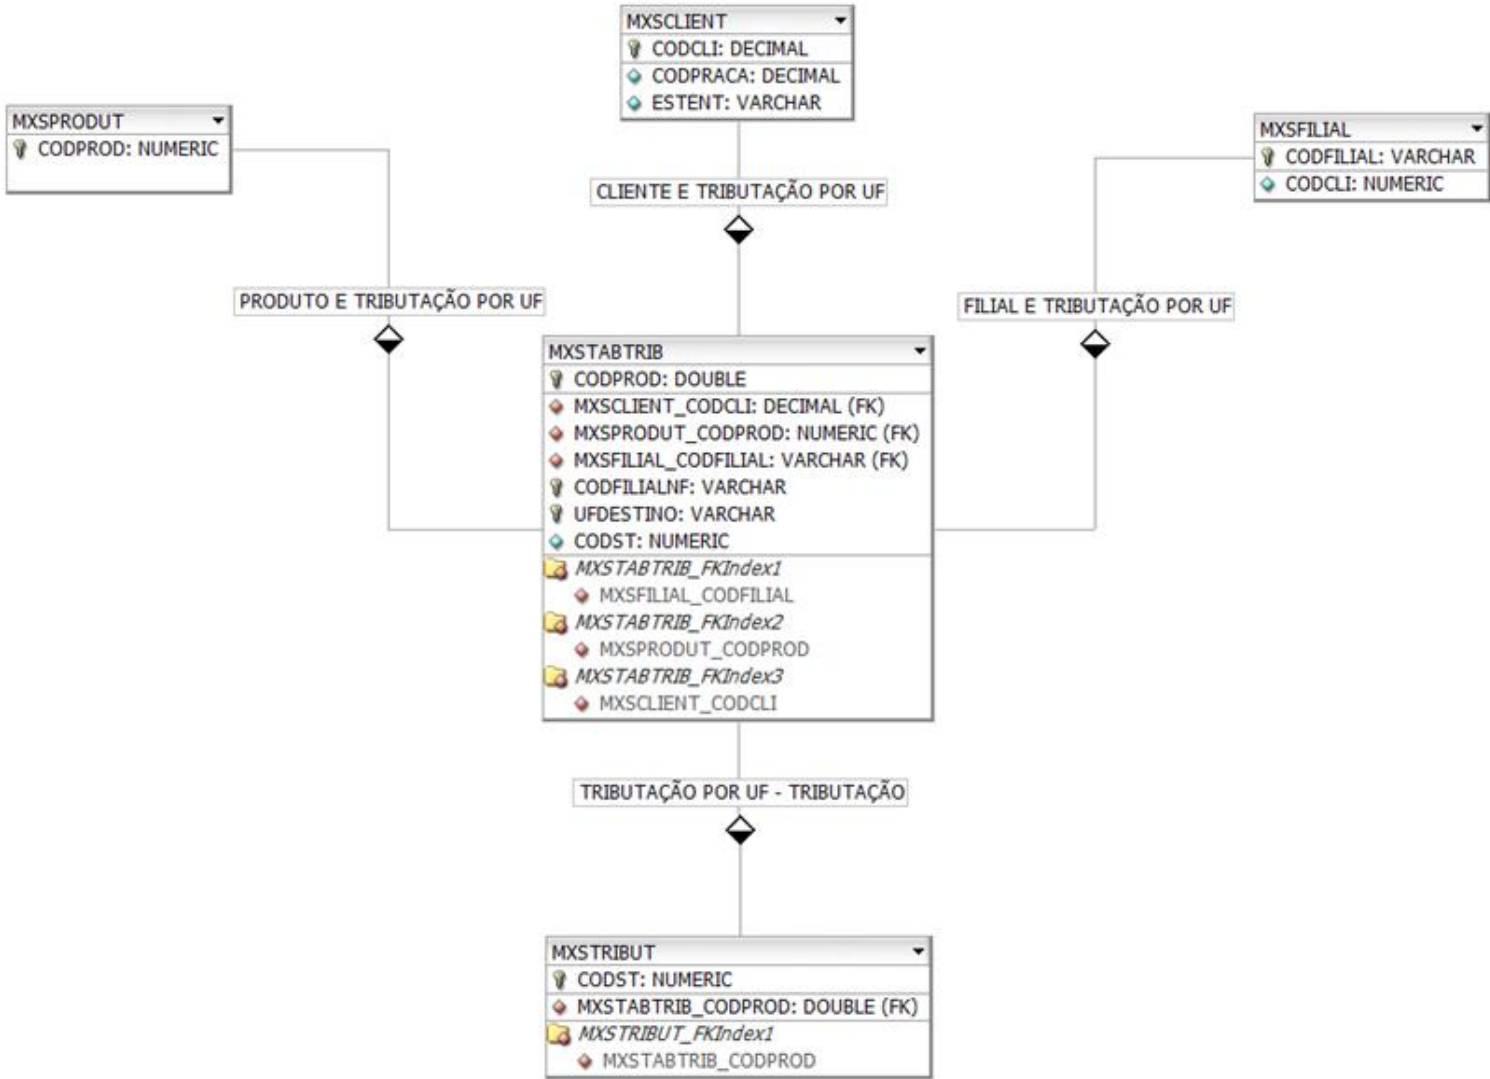 MXSCLIENT
CODCLI: DECIMAL
CODPRACA: DECIMAL
ESTENT: VARCHAR
MXSPRODUT
CODPROD: NUMERIC
MXSFILIAL
CODFILIAL: VARCHAR
CODCLI: NUMERIC
CLIENTE E TRIBUTAÇÃO POR UF
PRODUTO E TRIBUTAÇÃO POR UF
FILIAL E TRIBUTAÇÃO POR UF
MXSTABTRIB
CODPROD: DOUBLE
MXSCLIENT_CODCLI: DECIMAL (FK)
MXSPRODUT_CODPROD: NUMERIC (FK)
MXSFILIAL_CODFILIAL: VARCHAR (FK)
CODFILIALNF: VARCHAR
UFDESTINO: VARCHAR
CODST: NUMERIC
MXSTABTRIB_FKIndex1
MXSFILIAL_CODFILIAL
MXSTABTRIB_FKIndex2
MXSPRODUT_CODPROD
MXSTABTRIB_FKIndex3
MXSCLIENT_CODCLI
TRIBUTAÇÃO POR UF - TRIBUTAÇÃO
MXSTRIBUT
CODST: NUMERIC
MXSTABTRIB_CODPROD: DOUBLE (FK)
MXSTRIBUT_FKIndex1
MXSTABTRIB_CODPROD